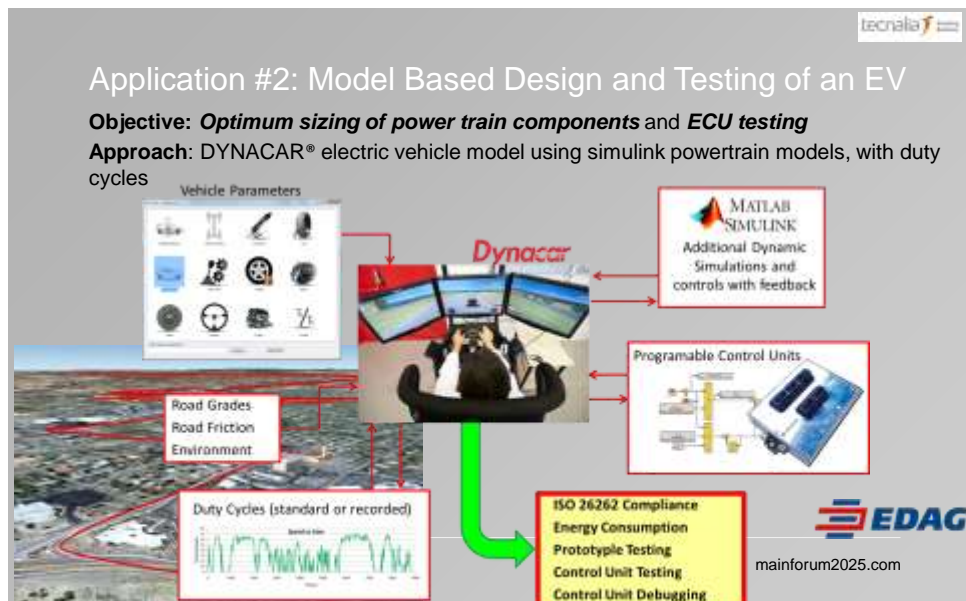 tecnalia
Application #2: Model Based Design and Testing of an EV
Objective: Optimum sizing of power train components and ECU testing
Approach: DYNACAR® electric vehicle model using simulink powertrain models, with duty
cycles
Vehicle Parameters
Dynacar
MATLAB
SIMULINK
Additional Dynamic
Simulations and
controls with feedback
Programable Control Units
Road Grades
Road Friction
Environment
Duty Cycles (standard or recorded)
ISO 26262 Compliance
Energy Consumption
Prototyple Testing
Control Unit Testing
Control Unit Debugging
EDAG
mainforum2025.com